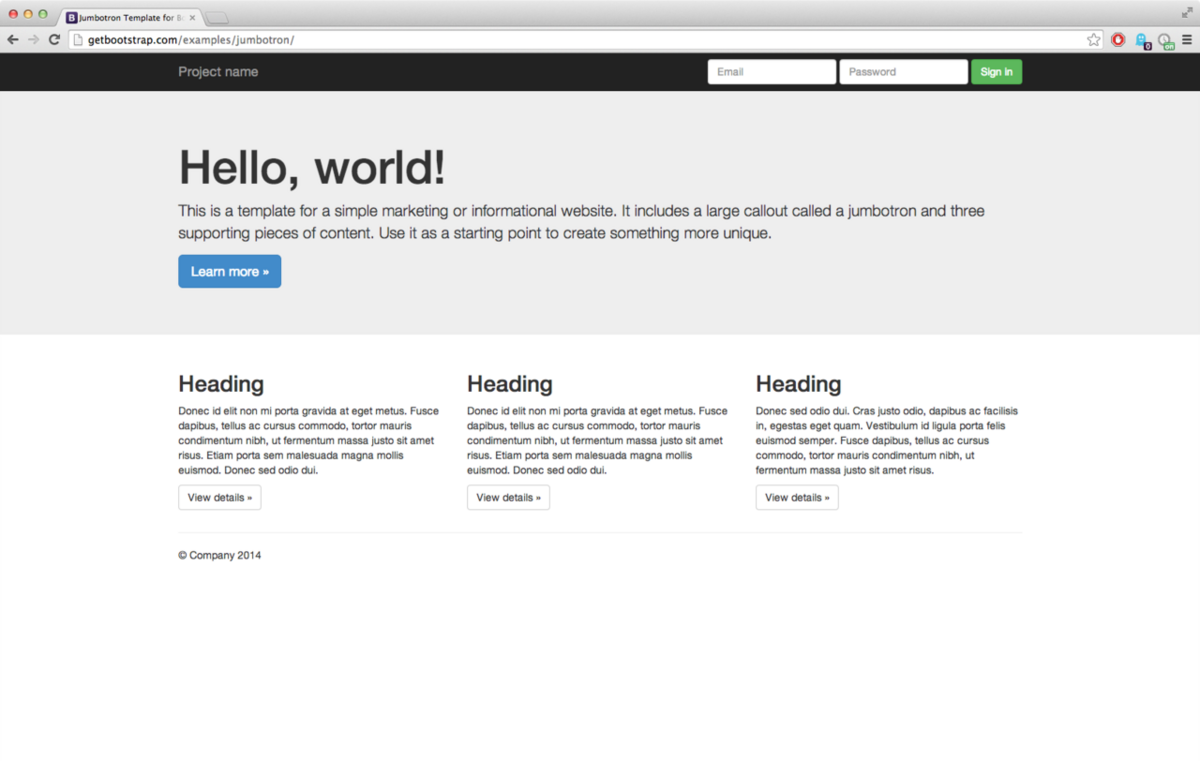 Jumbotron Template for Bo
getbootstrap.com/examples/jumbotron/
Project name
Email
Password
Sign in
Hello, world!
This is a template for a simple marketing or informational website. It includes a large callout called a jumbotron and three
supporting pieces of content. Use it as a starting point to create something more unique.
Learn more »
Heading
Donec id elit non mi porta gravida at eget metus. Fusce
dapibus, tellus ac cursus commodo, tortor mauris
condimentum nibh, ut fermentum massa justo sit amet
risus. Etiam porta sem malesuada magna mollis
euismod. Donec sed odio dui.
View details »
Heading
Donec id elit non mi porta gravida at eget metus. Fusce
dapibus, tellus ac cursus commodo, tortor mauris
condimentum nibh, ut fermentum massa justo sit amet
risus. Etiam porta sem malesuada magna mollis
euismod. Donec sed odio dui.
View details »
Heading
Donec sed odio dui. Cras justo odio, dapibus ac facilisis
in, egestas eget quam. Vestibulum id ligula porta felis
euismod semper. Fusce dapibus, tellus ac cursus
commodo, tortor mauris condimentum nibh, ut
fermentum massa justo sit amet risus.
View details »
© Company 2014